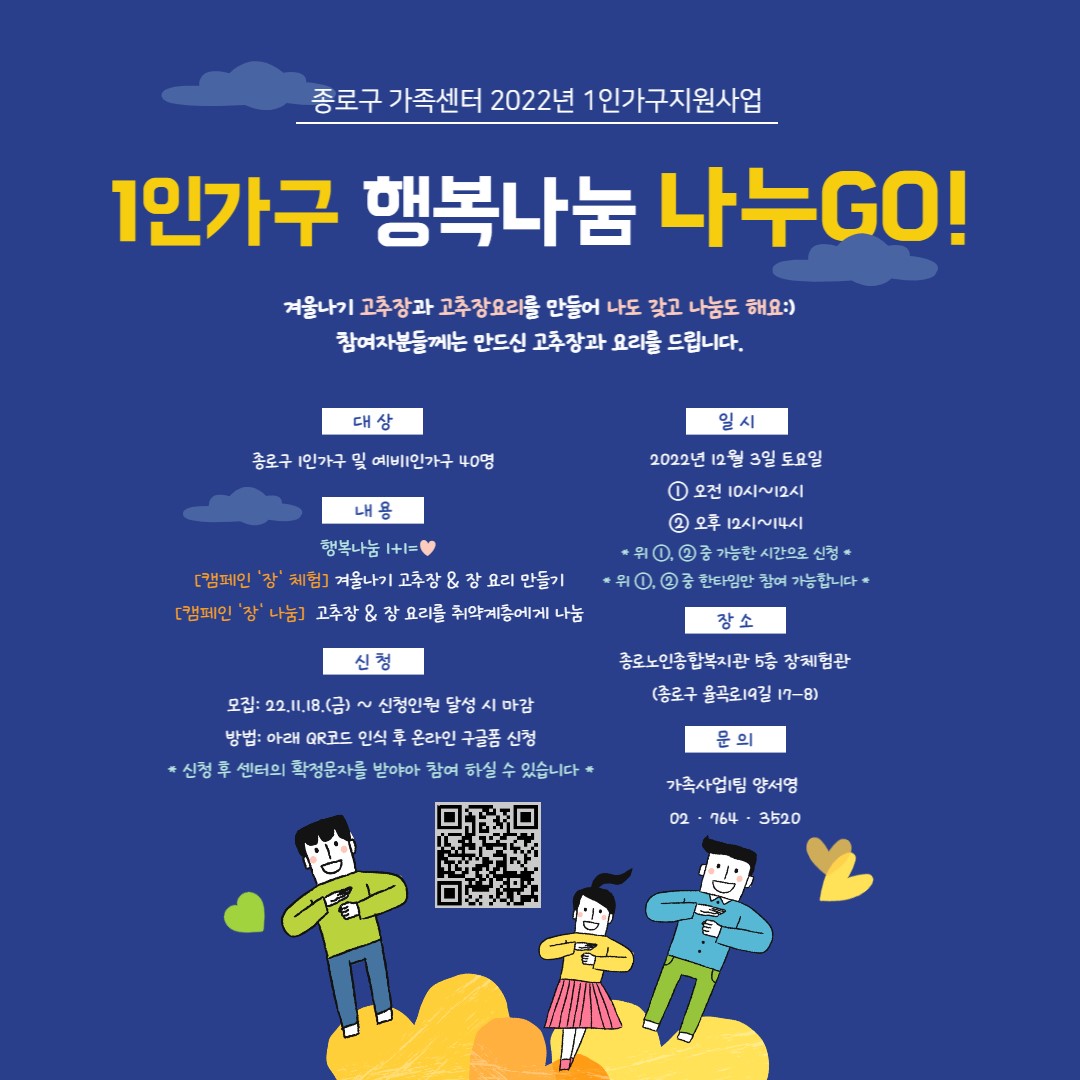 종로구 가족센터 2022년 1인가구지원사업
1인가구 행복나눔 나누GO!
겨울나기 고추장과 고추장요리를 만들어 나도 갖고 나눔도 해요:)
참여자분들께는 만드신 고추장과 요리를 드립니다.
대 상
종로구 1인가구 및 예비1인가구 40명
내 용
행복나눔 1+1=
[캠페인 '장' 체험] 겨울나기 고추장 & 장 요리 만들기
[캠페인 '장' 나눔] 고추장 & 장 요리를 취약계층에게 나눔
신 청
모집: 22.11.18.(금) ~ 신청인원 달성 시 마감
방법: 아래 QR코드 인식 후 온라인 구글폼 신청
* 신청 후 센터의 확정문자를 받아야 참여 하실 수 있습니다 *
일 시
2022년 12월 3일 토요일
① 오전 10시~12시
② 오후 12시~14시
* 위 ①, ② 중 가능한 시간으로 신청 *
* 위 ①, ② 중 한타임만 참여 가능합니다 *
장 소
종로노인종합복지관 5층 장체험관
(종로구 율곡로19길 17-8)
문 의
가족사업1팀 양서영
02 - 764 - 3520